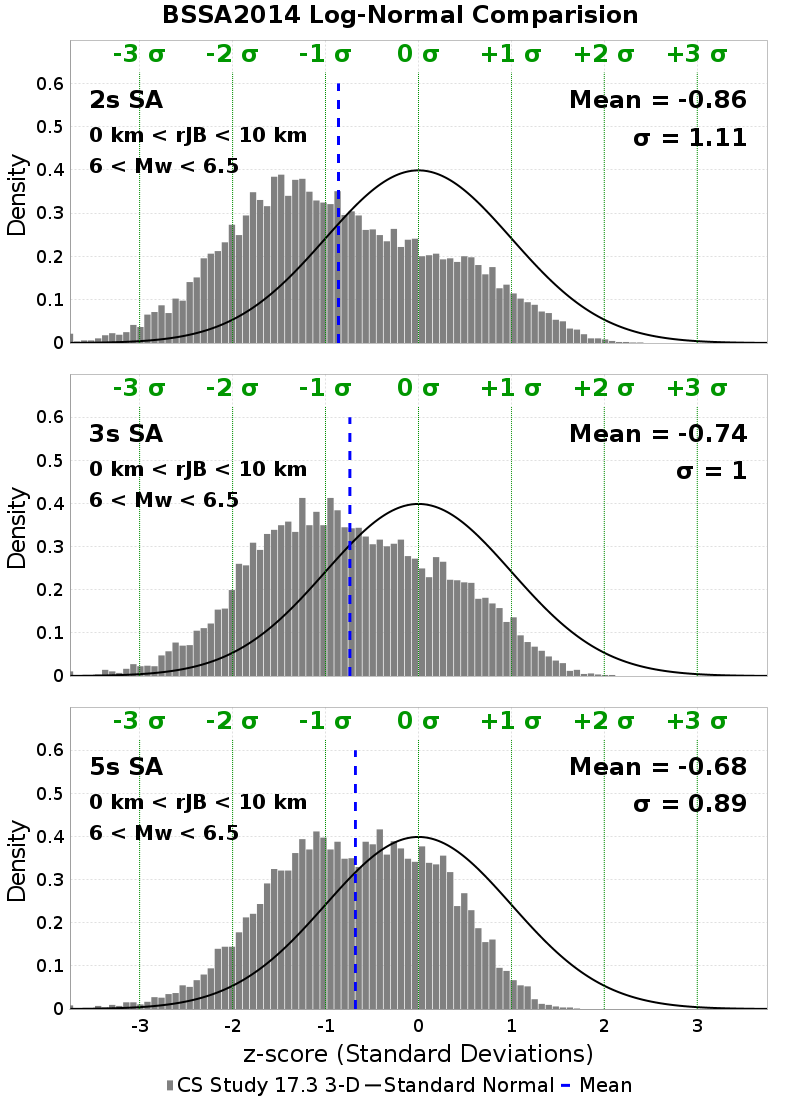 BSSA2014 Log-Normal Comparision
-3 σ -2 σ -1 σ 0 σ +1 σ +2 σ +3 σ
0.6
2s SA
Mean = -0.86
0.5
0 km < rJB < 10 km
σ = 1.11
0.4
6 < Mw < 6.5
0.3
0.2
0.1
0
Density
-3 σ -2 σ -1 σ 0 σ +1 σ +2 σ +3 σ
0.6
3s SA
Mean = -0.74
0.5
0 km < rJB < 10 km
σ = 1
0.4
6 < Mw < 6.5
0.3
0.2
0.1
0
Density
-3 σ -2 σ -1 σ 0 σ +1 σ +2 σ +3 σ
0.6
5s SA
Mean = -0.68
0.5
0 km < rJB < 10 km
σ = 0.89
0.4
6 < Mw < 6.5
0.3
0.2
0.1
0
Density
-3 -2 -1 0 1 2 3
z-score (Standard Deviations)
CS Study 17.3 3-D Standard Normal Mean